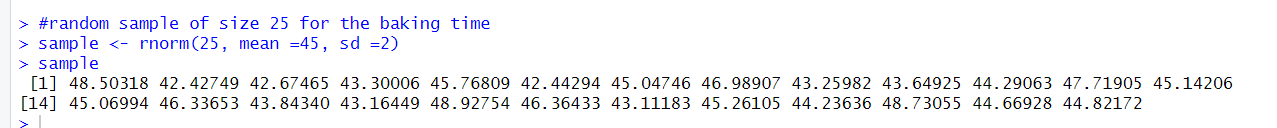 > #random sample of size 25 for the baking time
> sample <- rnorm(25, mean =45, sd =2)
> sample
[1] 48.50318 42.42749 42.67465 43.30006 45.76809 42.44294 45.04746 46.98907 43.25982 43.64925 44.29063 47.71905 45.14206
[14] 45.06994 46.33653 43.84340 43.16449 48.92754 46.36433 43.11183 45.26105 44.23636 48.73055 44.66928 44.82172
>